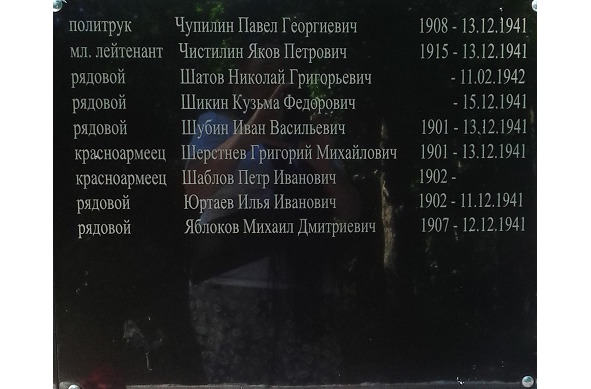 политрук Чупилин Павел Георгиевич 1908 - 13.12.1941
мл. лейтенант Чистилин Яков Петрович 1915 - 13.12.1941
рядовой Шатов Николай Григорьевич - 11.02.1942
рядовой Шикин Кузьма Федорович - 15.12.1941
рядовой Шубин Иван Васильевич 1901 - 13.12.1941
красноармеец Шерстнев Григорий Михайлович 1901 - 13.12.1941
красноармеец Шаблов Петр Иванович 1902 -
рядовой Юртаев Илья Иванович 1902 - 11.12.1941
рядовой Яблоков Михаил Дмитриевич 1907 - 12.12.1941